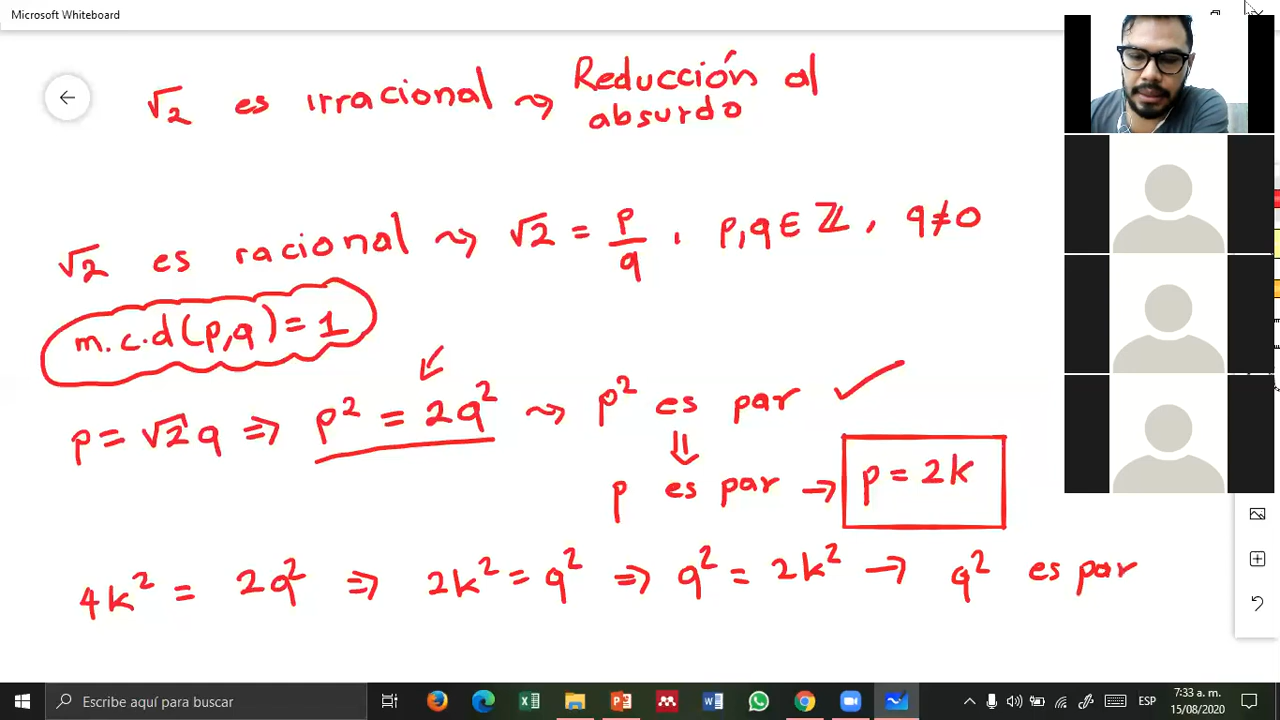 Microsoft Whiteboard
√2 es irracional ⇝ Reducción al
absurdo
√2 es racional ⇝ √2 = p/q , p,q ∈ ℤ, q≠0
m.c.d(p,q) = 1
p = √2q ⇒ p² = 2q² ⇝ p² es par ✓
⇓
p es par → p = 2k
4k² = 2q² ⇒ 2k² = q² ⇒ q² = 2k² → q² es par
Escribe aquí para buscar
ESP
7:33 a. m.
15/08/2020